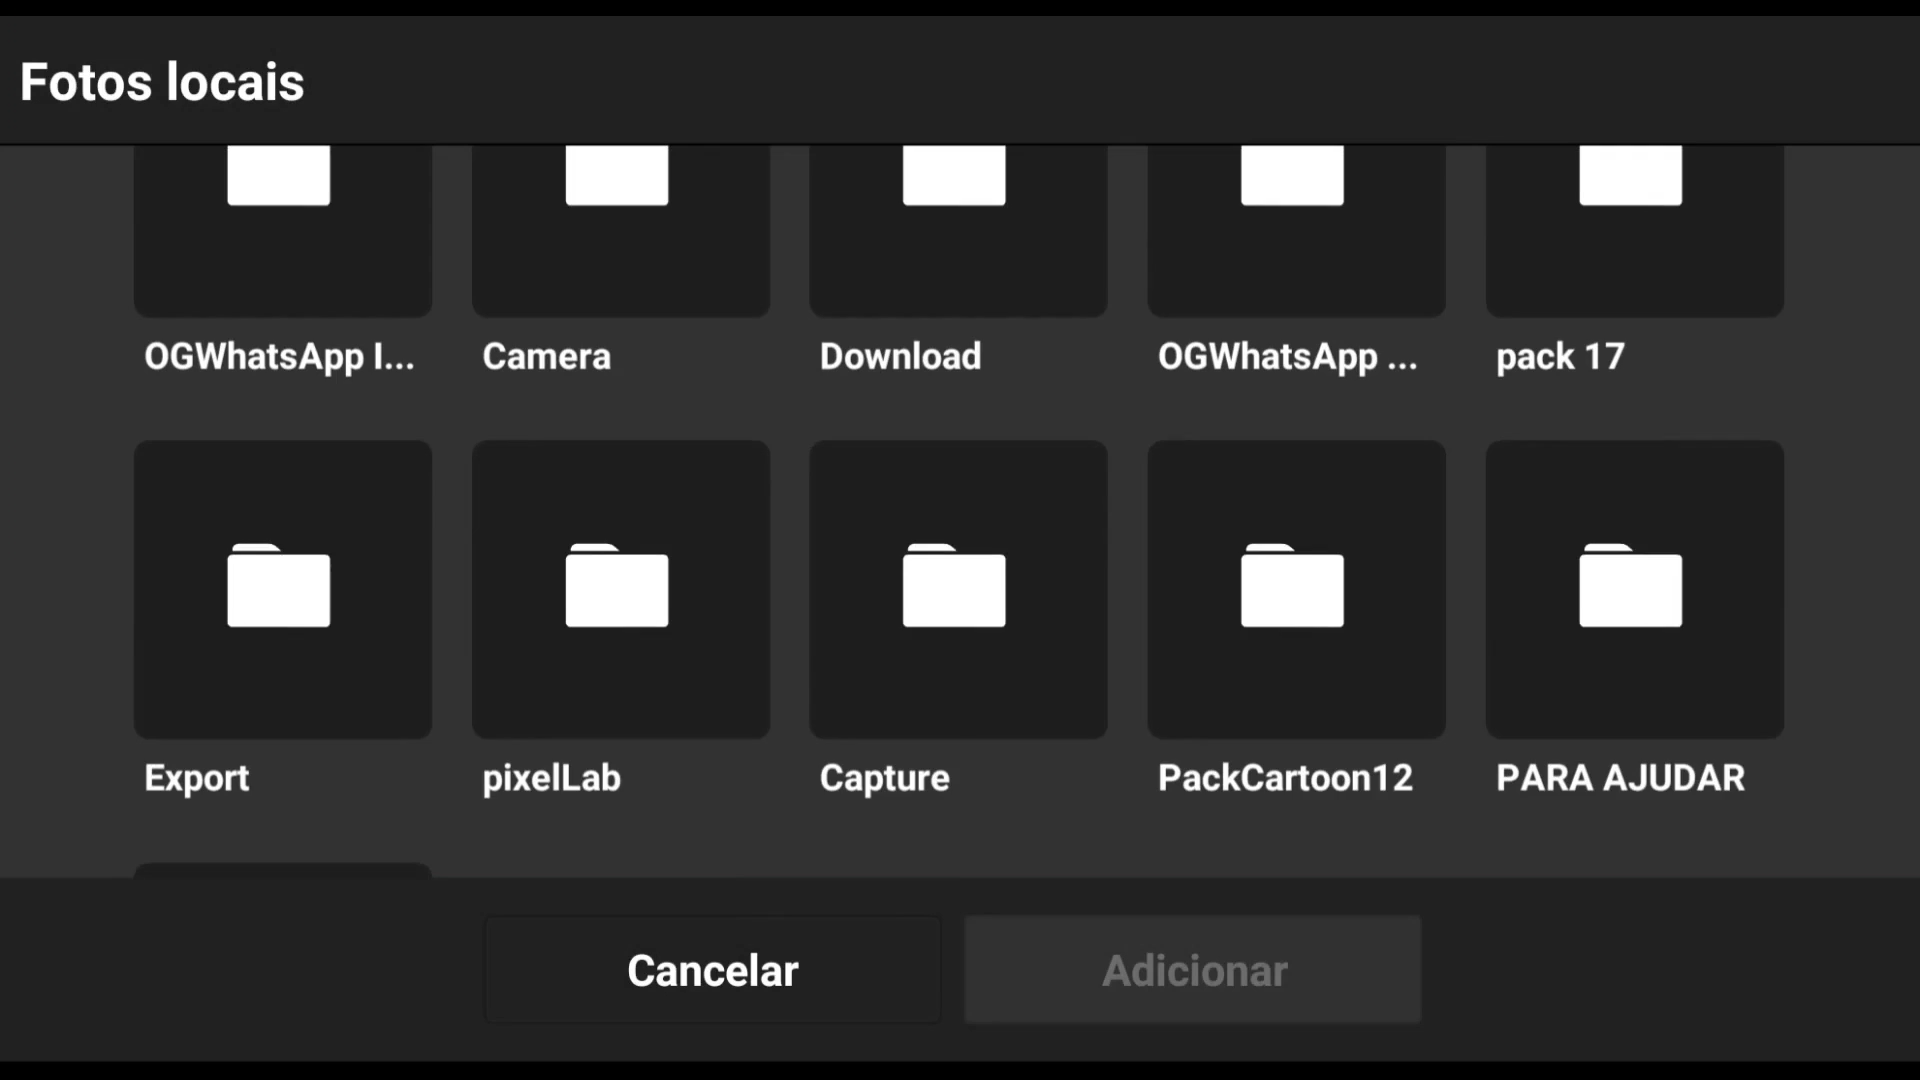 Fotos locais
OGWhatsApp I...
Camera
Download
OGWhatsApp ...
pack 17
Export
pixelLab
Capture
PackCartoon12
PARA AJUDAR
Cancelar
Adicionar